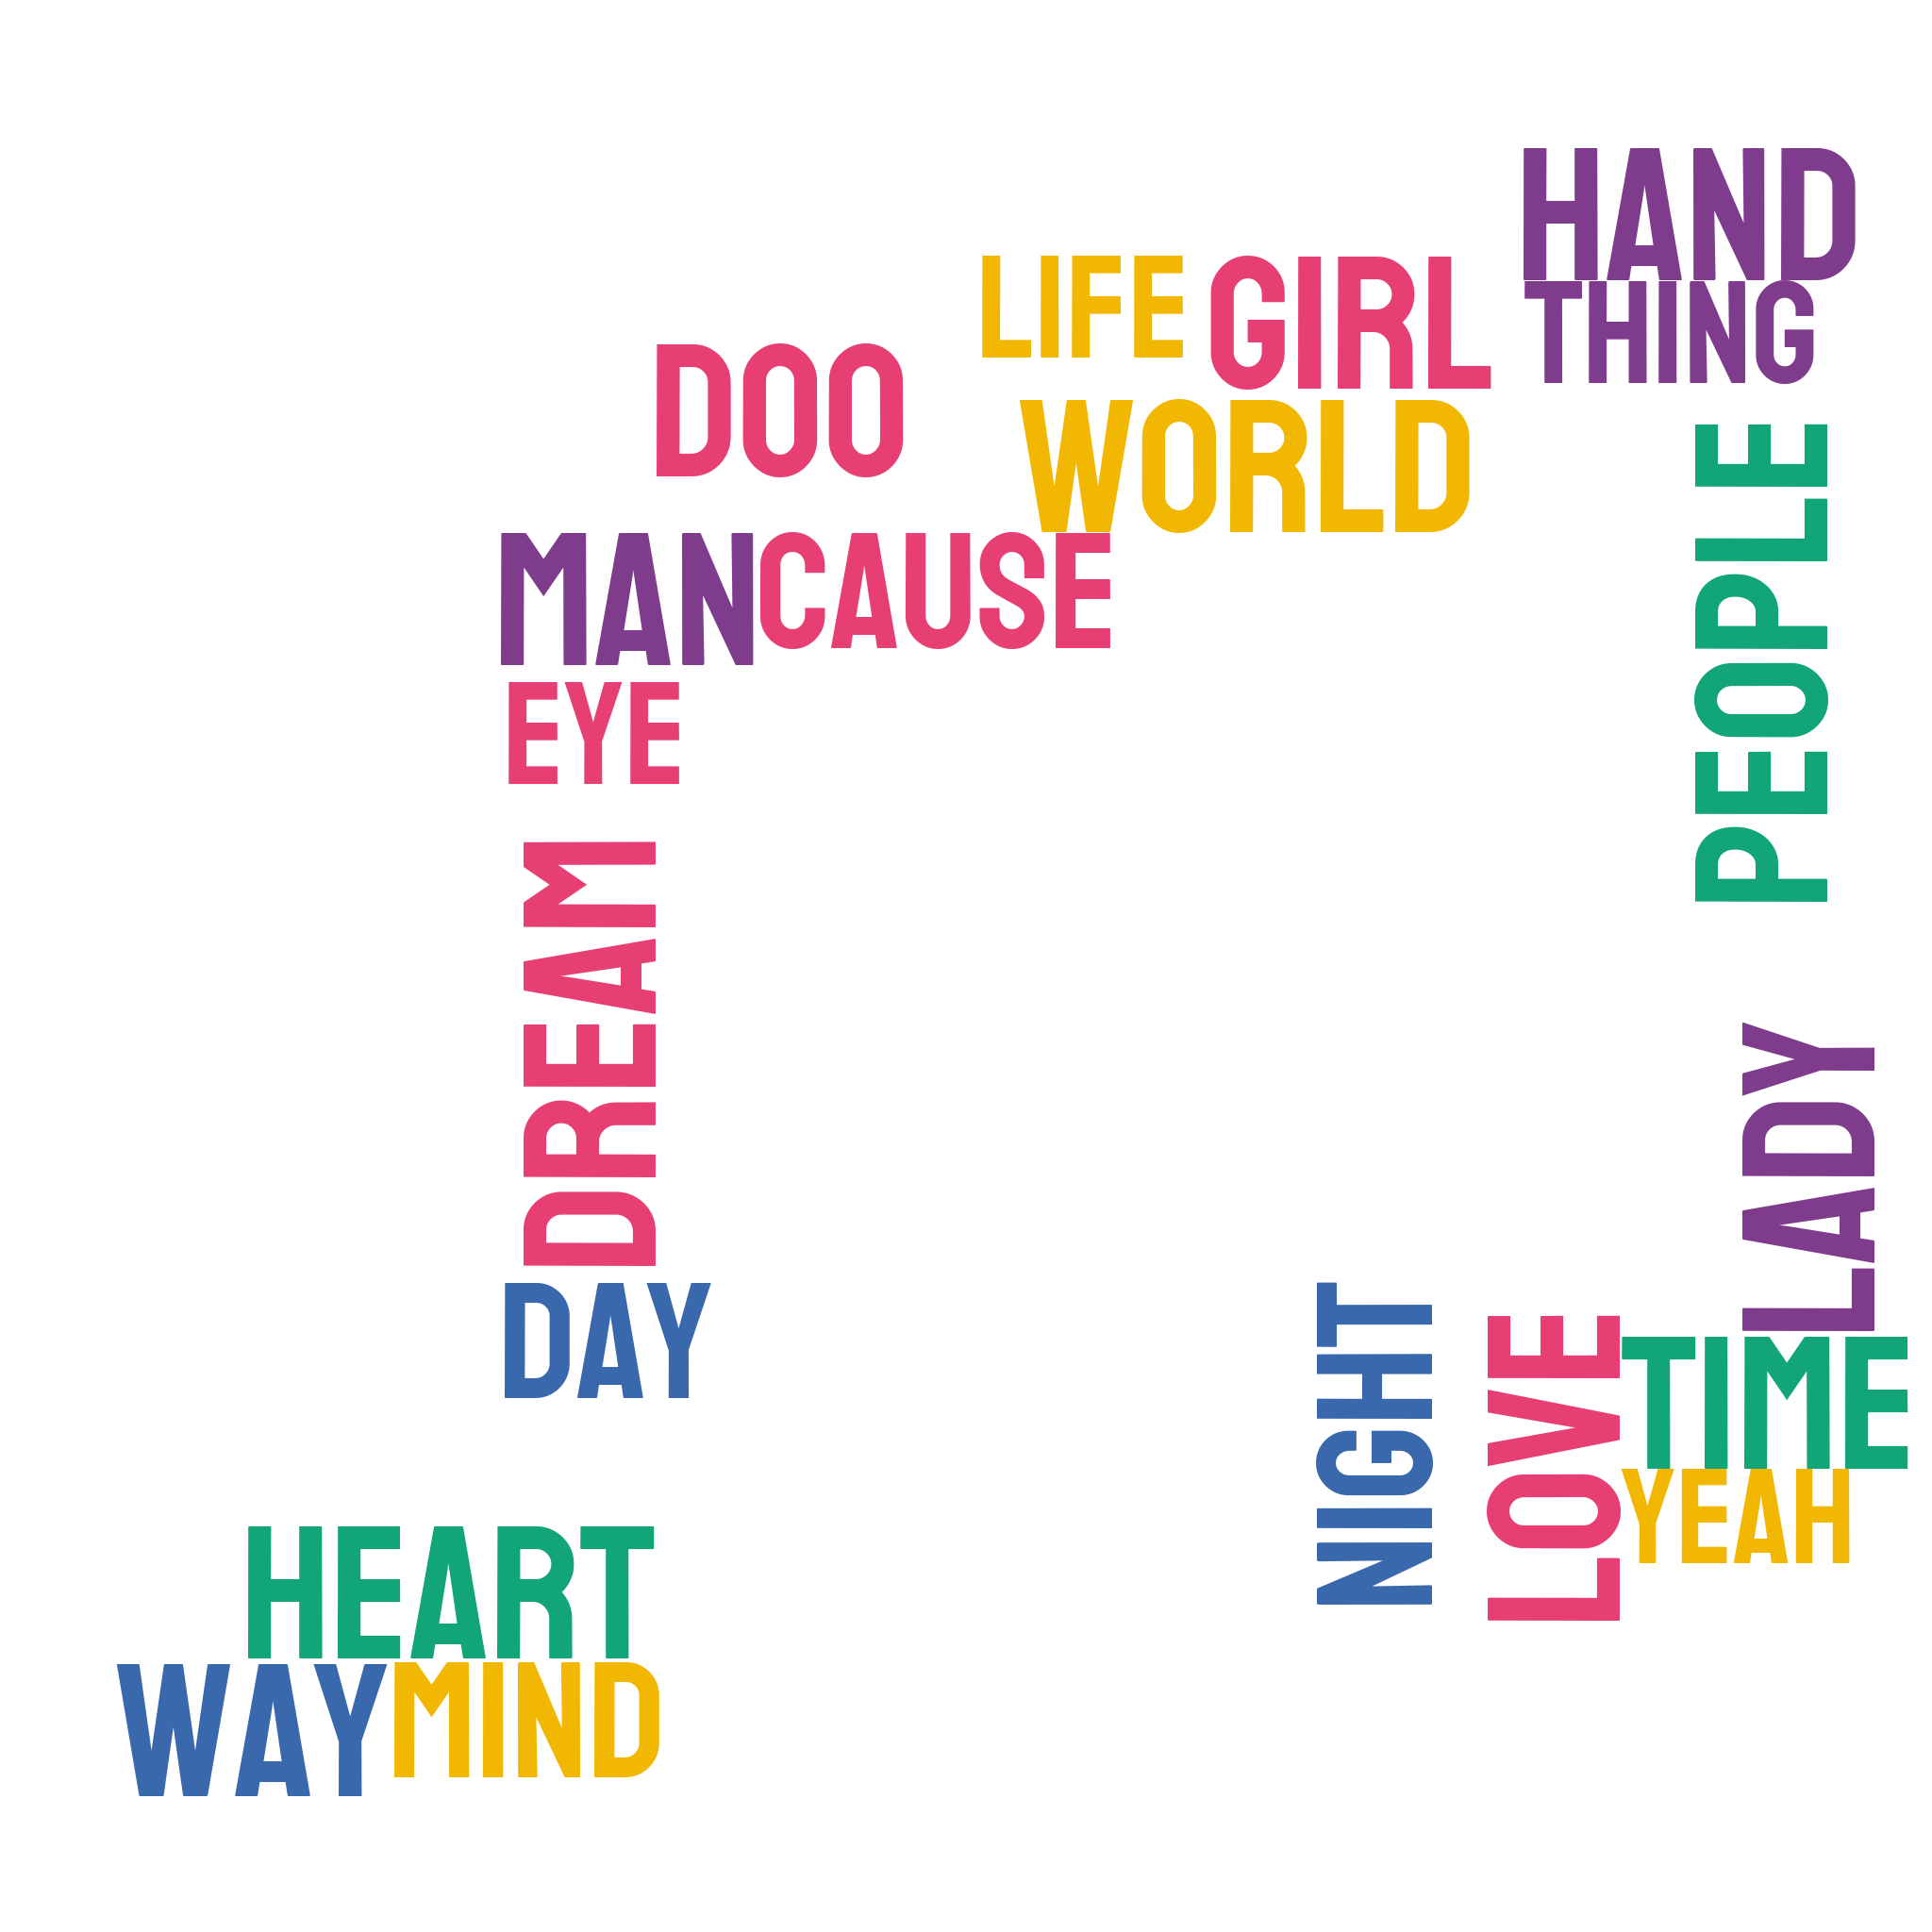 HAND
LIFE GIRL
THING
DOO
WORLD
PEOPLE
MAN CAUSE
EYE
DREAM
LADY
DAY
NIGHT
LOVE
TIME
YEAH
HEART
WAY MIND